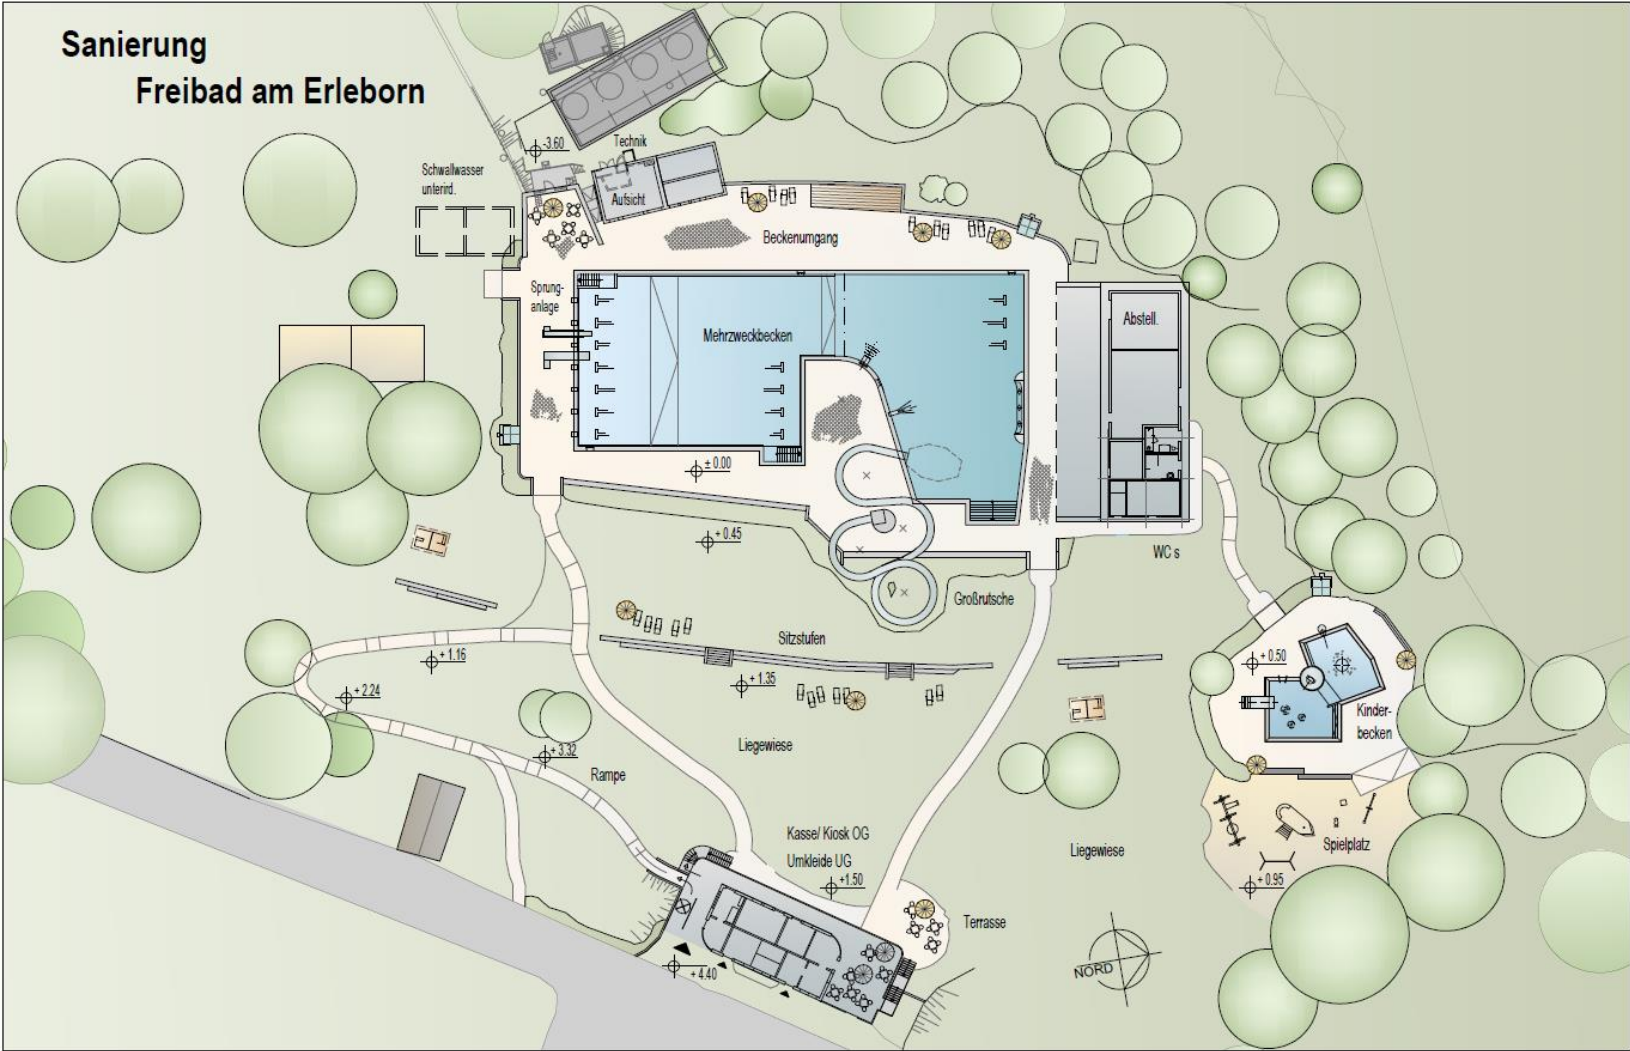 Sanierung
Freibad am Erleborn
-3.60
Technik
Schwallwasser
unterird.
Aufsicht
Beckenumgang
Sprung-
anlage
Mehrzweckbecken
Abstell.
± 0.00
+ 0.45
WC s
Großrutsche
Sitzstufen
+ 1.16
+ 1.35
+ 0.50
+ 2.24
Kinder-
becken
Liegewiese
+ 3.32
Rampe
Kasse/ Kiosk OG
Umkleide UG
+1.50
Liegewiese
Spielplatz
+ 0.95
Terrasse
+ 4.40
NORD